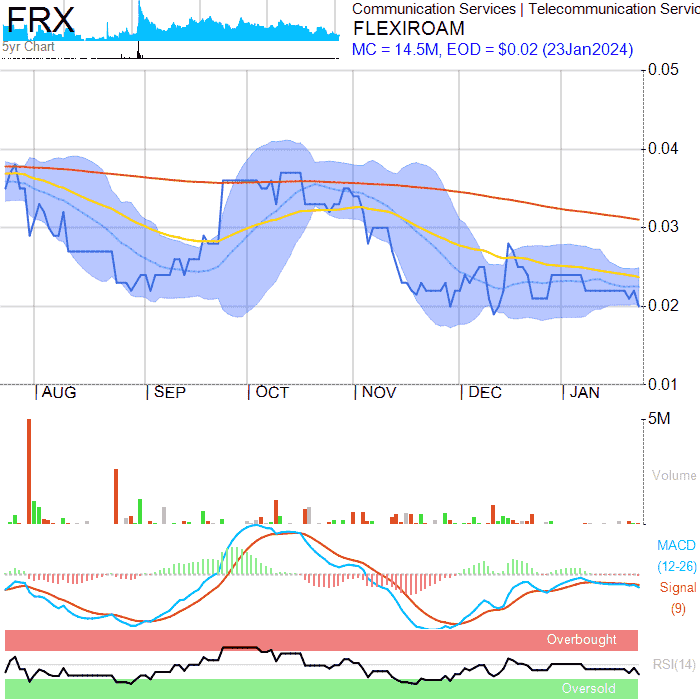 FRX
5yr Chart
Communication Services | Telecommunication Servic
FLEXIROAM
MC = 14.5M, EOD = $0.02 (23Jan2024)
0.05
0.04
0.03
0.02
0.01
AUG
SEP
OCT
NOV
DEC
JAN
5M
Volume
MACD
(12-26)
Signal
(9)
Overbought
RSI(14)
Oversold